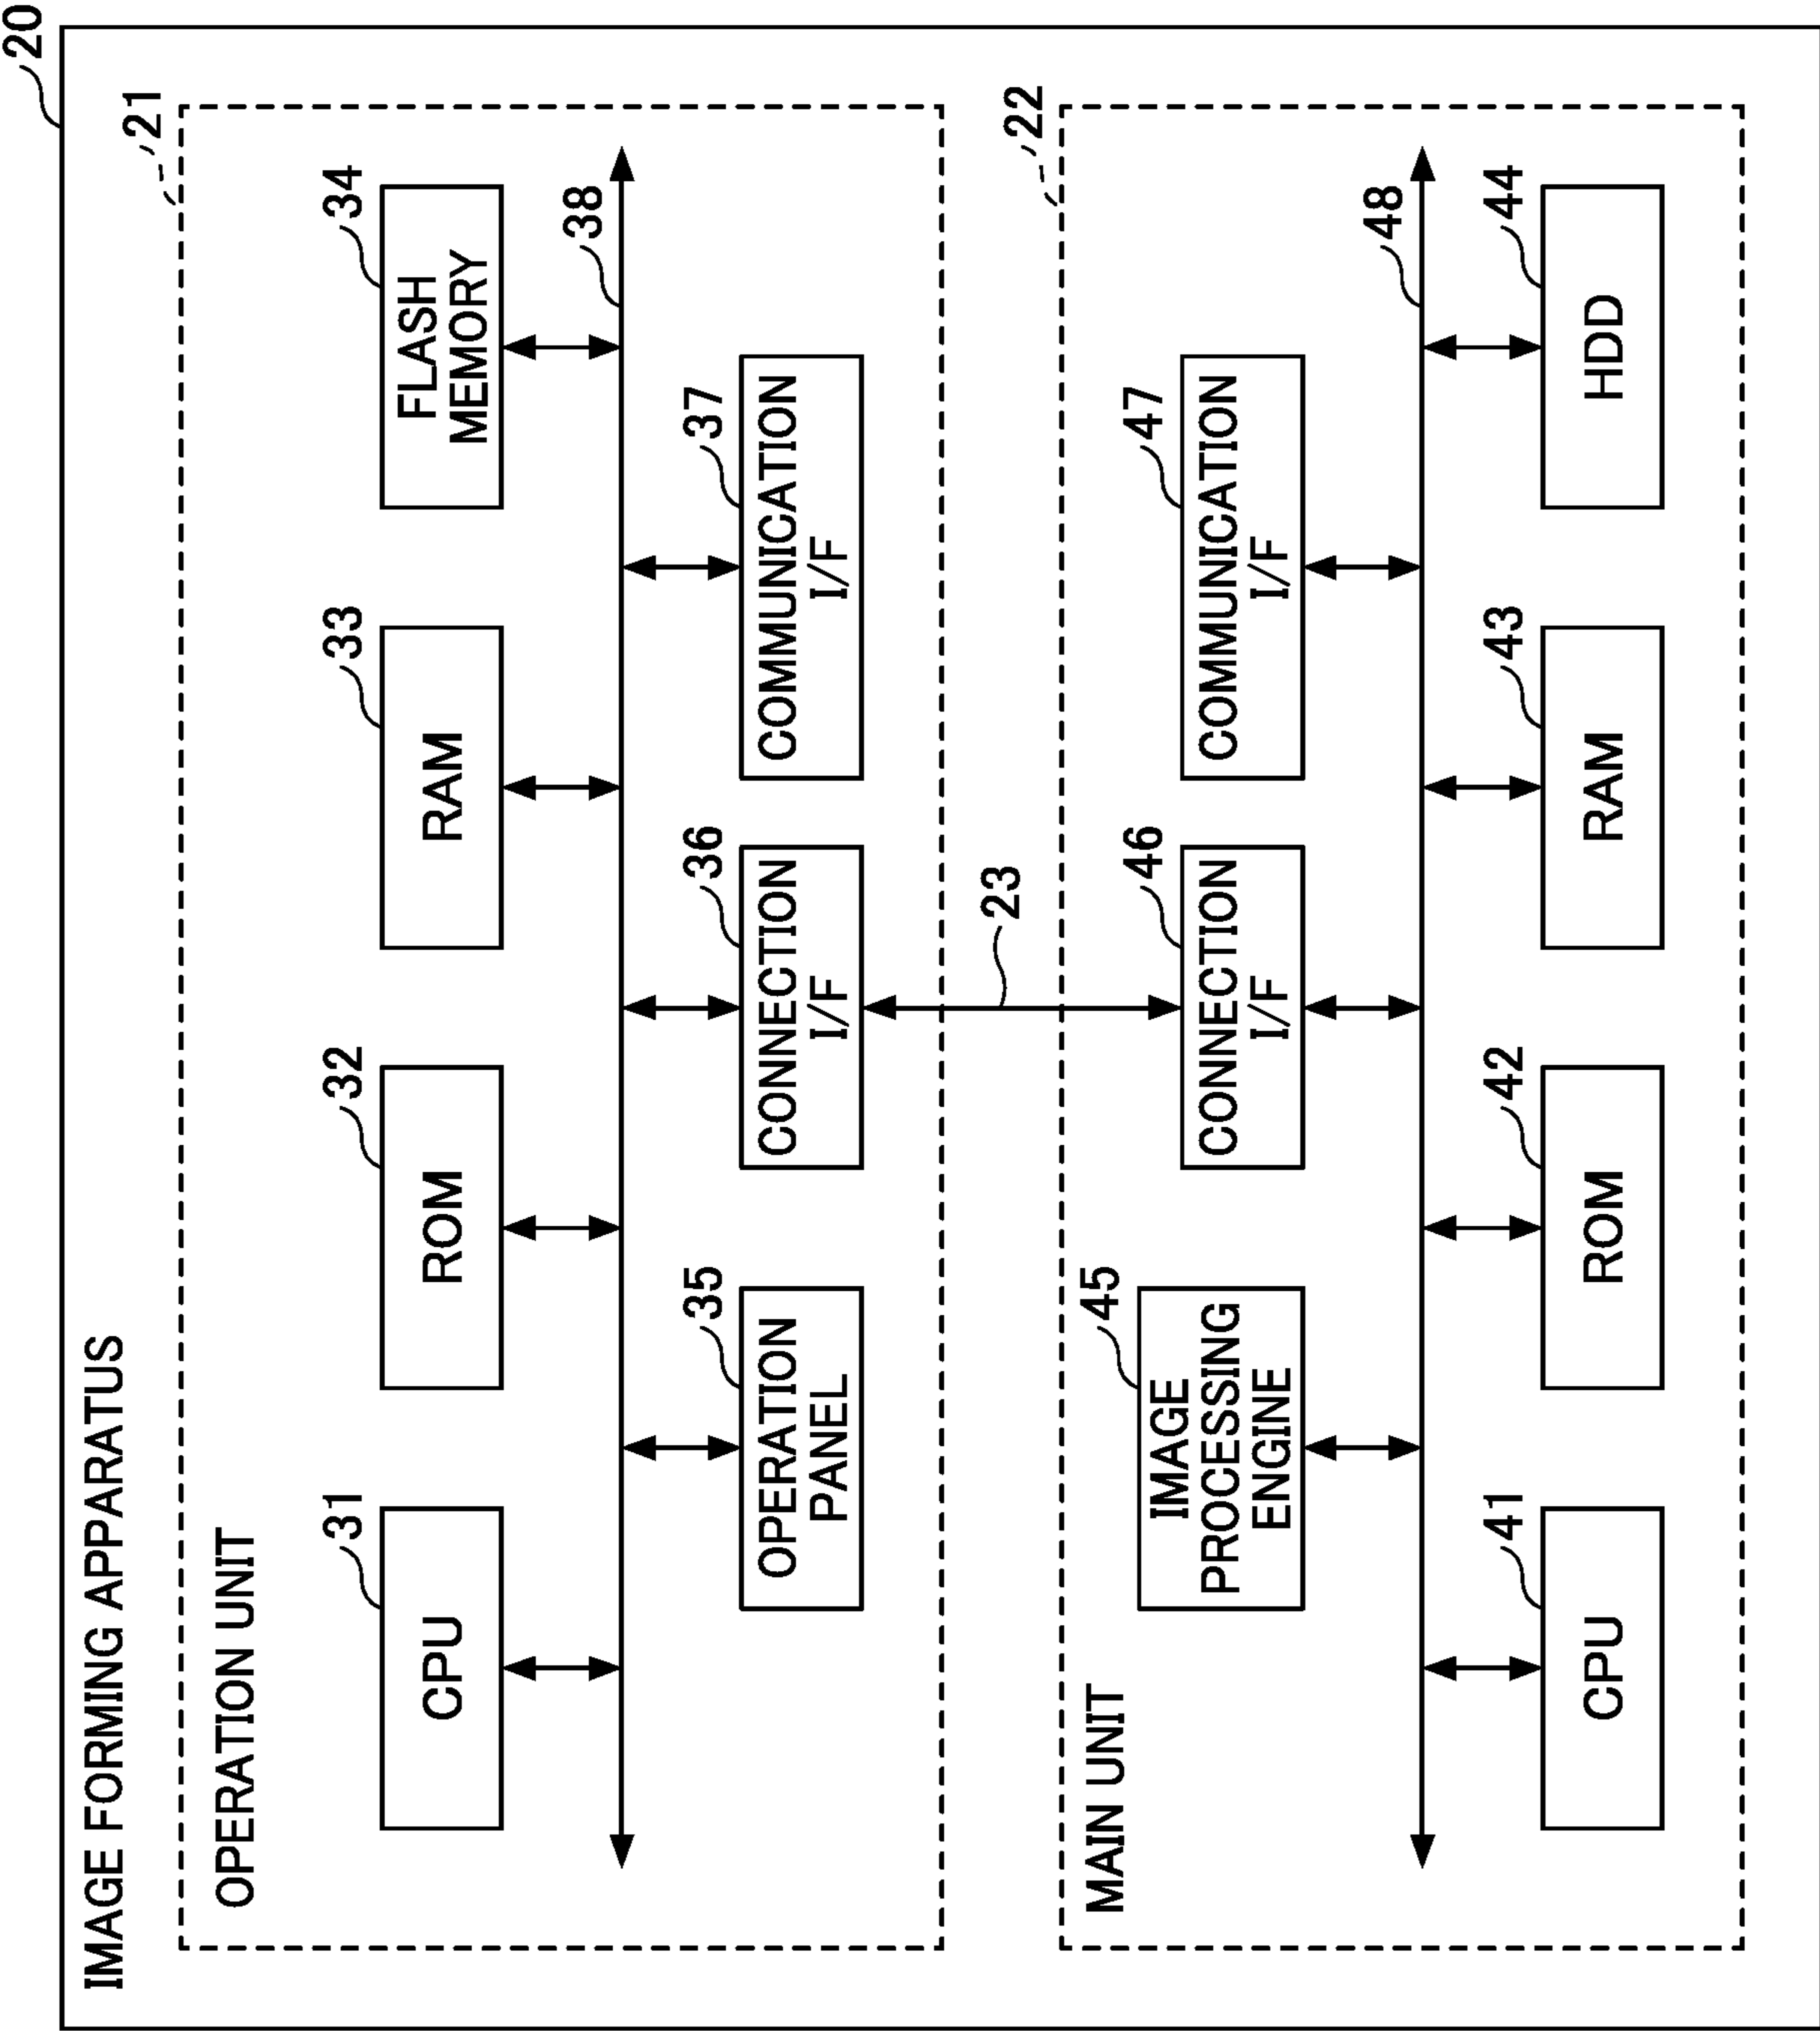 20
IMAGE FORMING APPARATUS
21
OPERATION UNIT
31
32
33
34
CPU
ROM
RAM
FLASH
MEMORY
38
35
36
37
OPERATION
PANEL
CONNECTION
I/F
COMMUNICATION
I/F
23
22
MAIN UNIT
45
46
47
IMAGE
PROCESSING
ENGINE
CONNECTION
I/F
COMMUNICATION
I/F
48
41
42
43
44
CPU
ROM
RAM
HDD